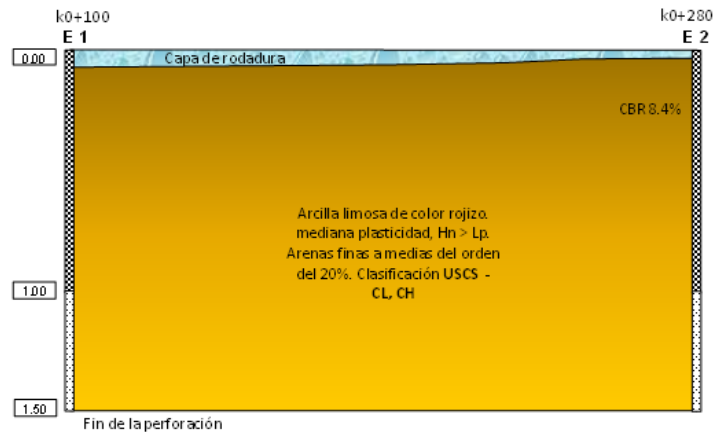 k0+100
k0+280
E 1
E 2
0.00
Capa de rodadura
CBR 8.4%
Arcilla limosa de color rojizo.
mediana plasticidad, Hn > Lp.
Arenas finas a medias del orden
del 20%. Clasificación USCS -
CL, CH
1.00
1.50
Fin de la perforación